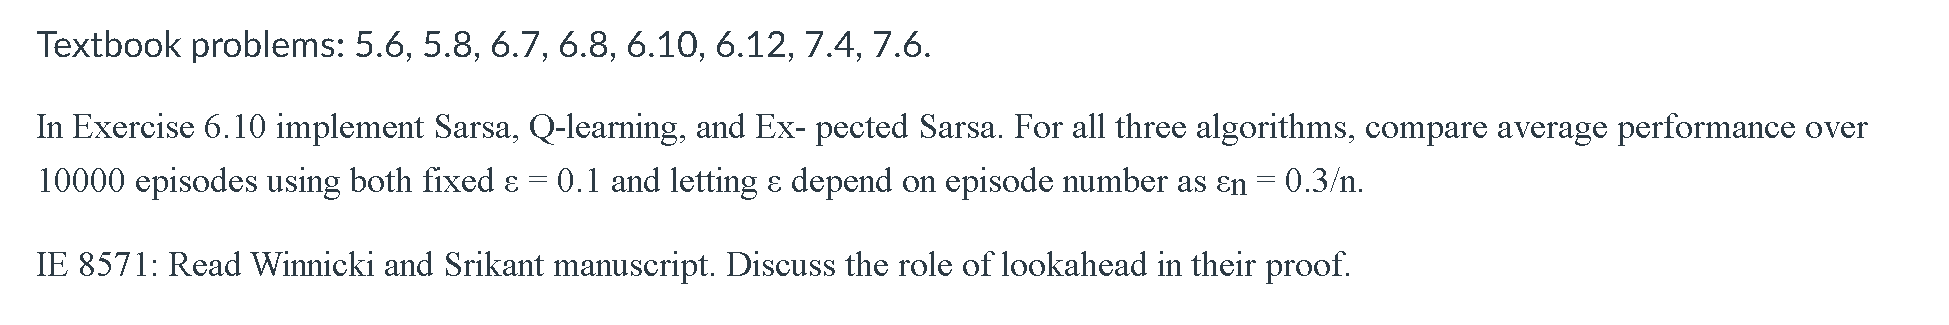 Textbook problems: 5.6, 5.8, 6.7, 6.8, 6.10, 6.12, 7.4, 7.6.
In Exercise 6.10 implement Sarsa, Q-learning, and Ex- pected Sarsa. For all three algorithms, compare average performance over
10000 episodes using both fixed ε = 0.1 and letting ε depend on episode number as εn = 0.3/n.
IE 8571: Read Winnicki and Srikant manuscript. Discuss the role of lookahead in their proof.